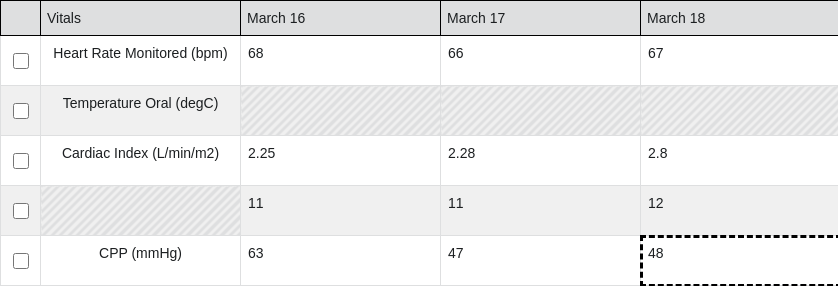 Vitals March 16 March 17 March 18
Heart Rate Monitored (bpm) 68 66 67
Temperature Oral (degC)
Cardiac Index (L/min/m2) 2.25 2.28 2.8
11 11 12
CPP (mmHg) 63 47 48